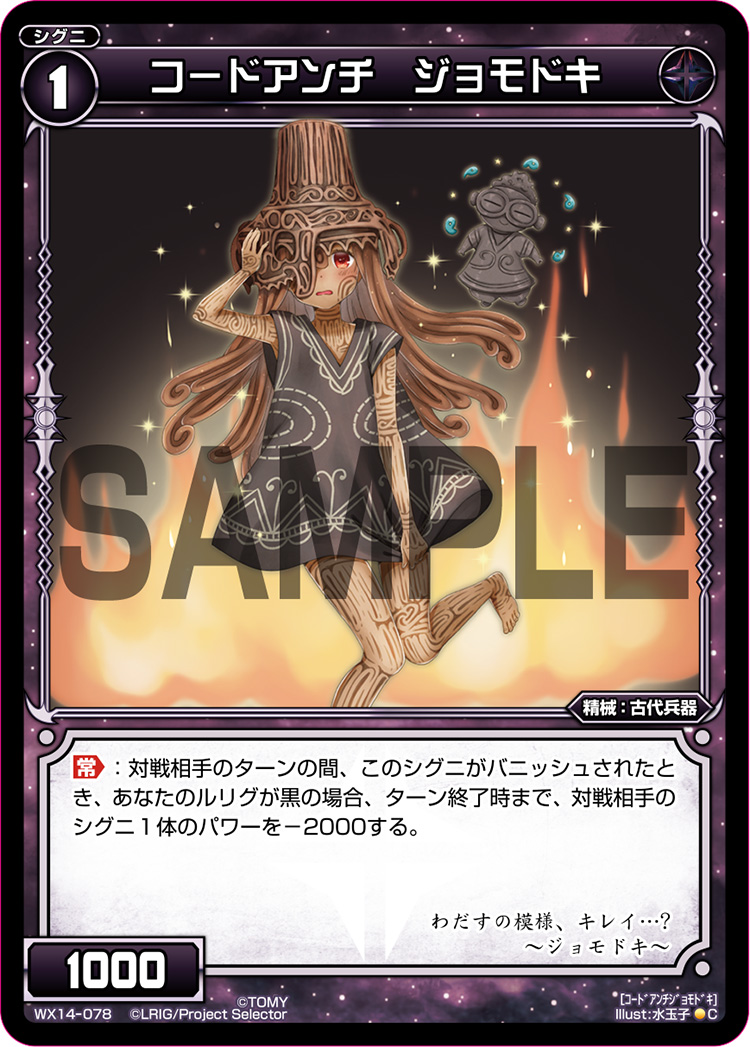 シグニ
1
コードアンチ　ジョモドキ
SAMPLE
精械：古代兵器
常：対戦相手のターンの間、このシグニがバニッシュされたと
き、あなたのルリグが黒の場合、ターン終了時まで、対戦相手の
シグニ１体のパワーを－2000する。
わだすの模様、キレイ…？
～ジョモドキ～
1000
©TOMY
WX14-078 ©LRIG/Project Selector
[ｺｰﾄﾞｱﾝﾁｼﾞｮﾓﾄﾞｷ]
Illust:水玉子 C